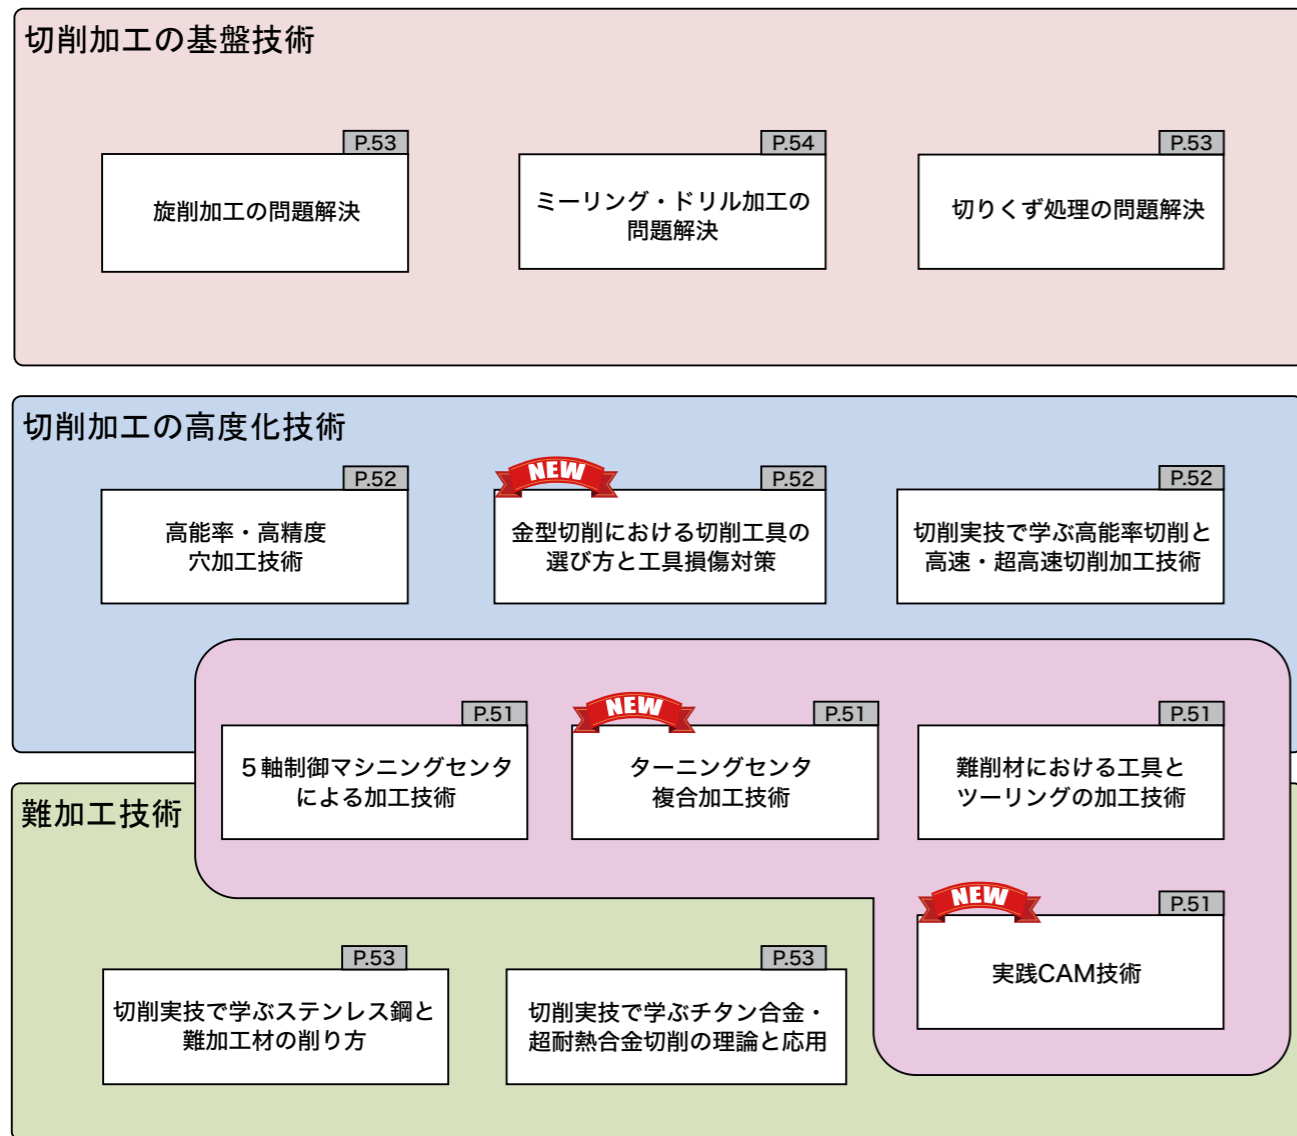 切削加工の基盤技術
P.53
旋削加工の問題解決
P.54
ミーリング・ドリル加工の
問題解決
P.53
切りくず処理の問題解決
切削加工の高度化技術
P.52
高能率・高精度
穴加工技術
NEW
P.52
金型切削における切削工具の
選び方と工具損傷対策
P.52
切削実技で学ぶ高能率切削と
高速・超高速切削加工技術
P.51
5軸制御マシニングセンタ
による加工技術
NEW
P.51
ターニングセンタ
複合加工技術
P.51
難削材における工具と
ツーリングの加工技術
難加工技術
NEW
P.51
実践CAM技術
P.53
切削実技で学ぶステンレス鋼と
難加工材の削り方
P.53
切削実技で学ぶチタン合金・
超耐熱合金切削の理論と応用